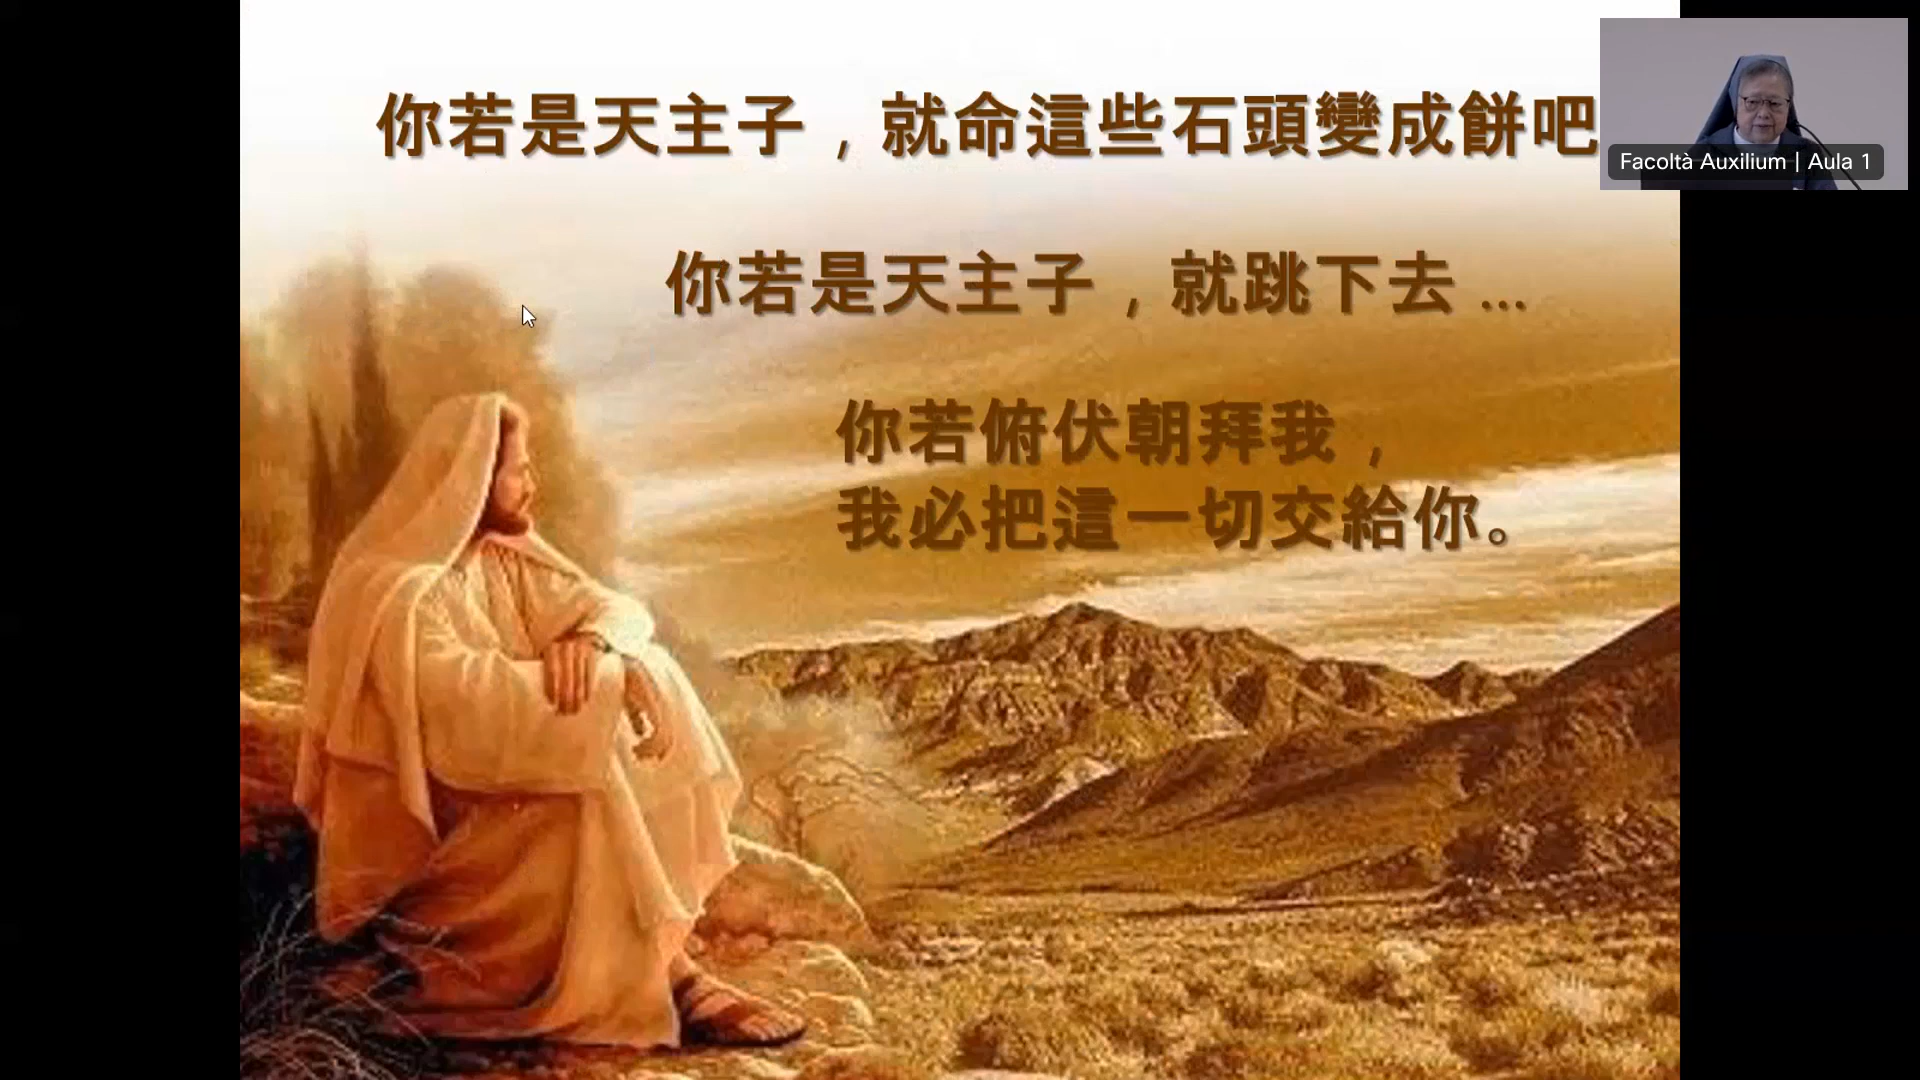 你若是天主子，就命這些石頭變成餅吧
Facoltà Auxilium | Aula 1
你若是天主子，就跳下去 ...
你若俯伏朝拜我，
我必把這一切交給你。